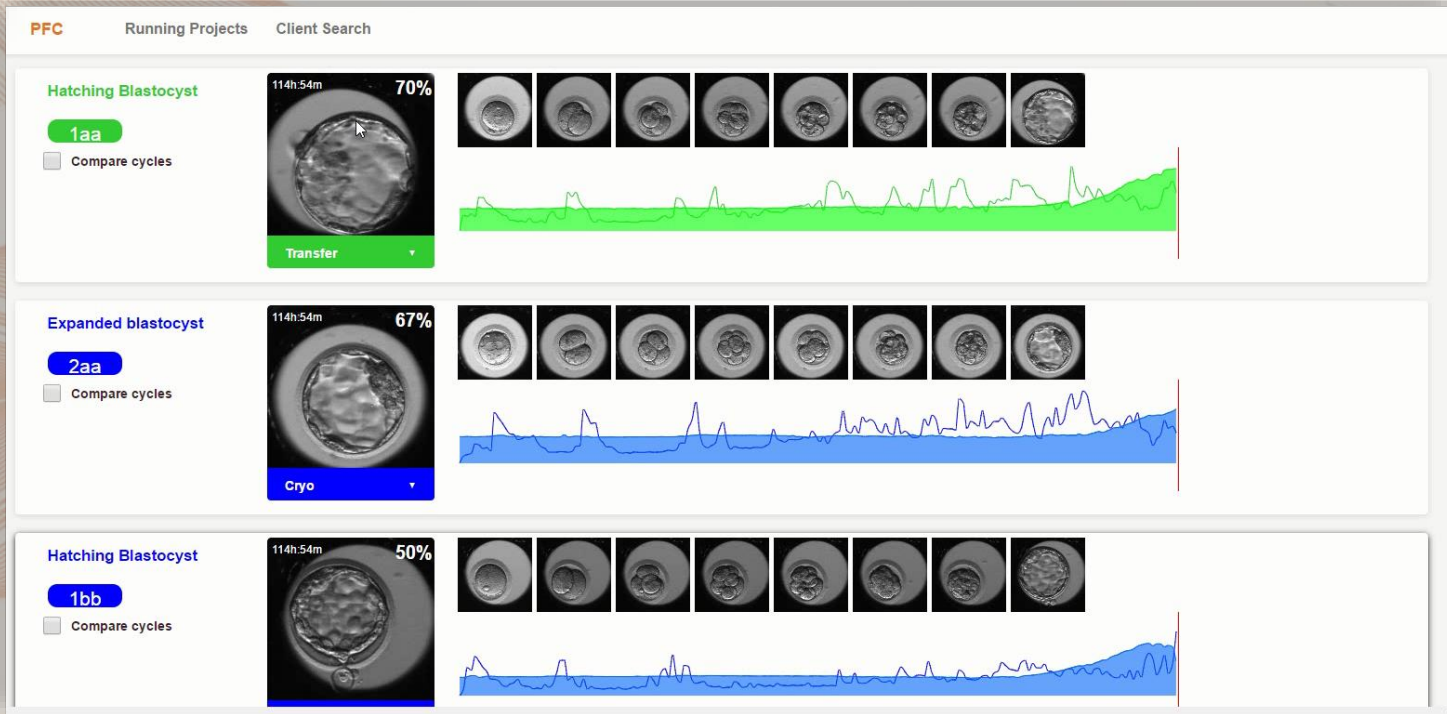 PFC Running Projects Client Search
Hatching Blastocyst
1aa
Compare cycles
114h:54m 70%
Transfer
Expanded blastocyst
2aa
Compare cycles
114h:54m 67%
Cryo
Hatching Blastocyst
1bb
Compare cycles
114h:54m 50%